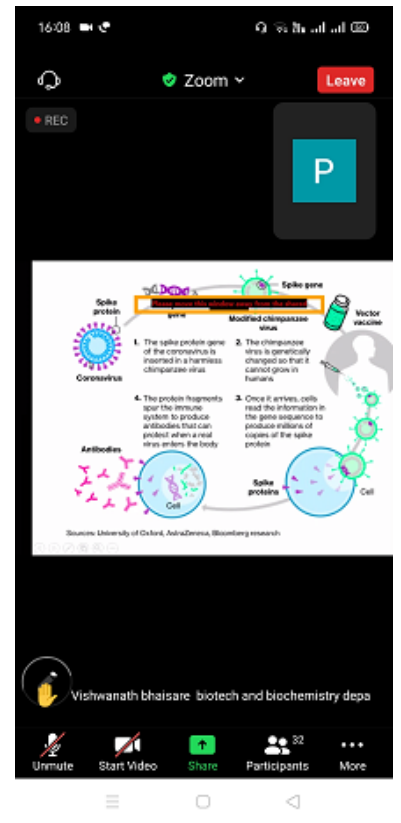 16:08
Zoom
Leave
REC
P
Spike gene
Please move this window away from the shared
Spike
protein
gene
Modified chimpanzee
virus
Vector
vaccine
Coronavirus
1. The spike protein gene
of the coronavirus is
inserted in a harmless
chimpanzee virus
2. The chimpanzee
virus is genetically
changed so that it
cannot grow in
humans
4. The protein fragments
spur the immune
system to produce
antibodies that can
protect when a real
virus enters the body
3. Once it arrives, cells
read the information in
the gene sequence to
produce millions of
copies of the spike
protein
Antibodies
Cell
Spike
proteins
Cell
Sources: University of Oxford, AstraZeneca, Bloomberg research
Vishwanath bhaisare biotech and biochemistry depa
Unmute
Start Video
Share
32
Participants
More